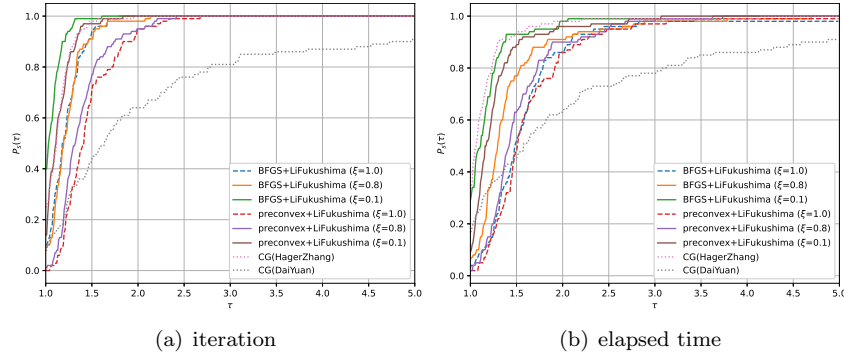 1.0
0.8
0.6
0.4
0.2
0.0
P_s(τ)
1.0 1.5 2.0 2.5 3.0 3.5 4.0 4.5 5.0
τ
BFGS+LiFukushima (ξ=1.0)
BFGS+LiFukushima (ξ=0.8)
BFGS+LiFukushima (ξ=0.1)
preconvex+LiFukushima (ξ=1.0)
preconvex+LiFukushima (ξ=0.8)
preconvex+LiFukushima (ξ=0.1)
CG(HagerZhang)
CG(DaiYuan)
(a) iteration
1.0
0.8
0.6
0.4
0.2
0.0
P_s(τ)
1.0 1.5 2.0 2.5 3.0 3.5 4.0 4.5 5.0
τ
BFGS+LiFukushima (ξ=1.0)
BFGS+LiFukushima (ξ=0.8)
BFGS+LiFukushima (ξ=0.1)
preconvex+LiFukushima (ξ=1.0)
preconvex+LiFukushima (ξ=0.8)
preconvex+LiFukushima (ξ=0.1)
CG(HagerZhang)
CG(DaiYuan)
(b) elapsed time